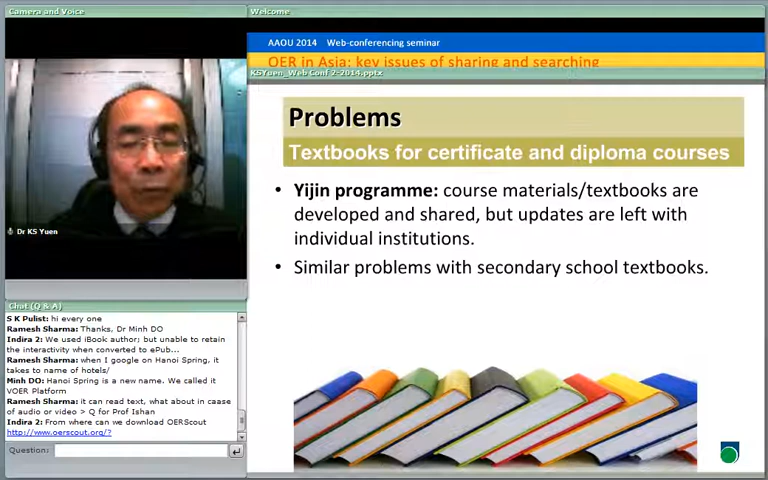 Camera and Voice
Dr KS Yuen
Chat (Q & A)
S K Pulist: hi every one
Ramesh Sharma: Thanks, Dr Minh DO
Indira 2: We used iBook author; but unable to retain
the interactivity when converted to ePub...
Ramesh Sharma: when I google on Hanoi Spring, it
takes to name of hotels/
Minh DO: Hanoi Spring is a new name. We called it
VOER Platform
Ramesh Sharma: it can read text, what about in caase
of audio or video > Q for Prof Ishan
Indira 2: From where can we download OERScout
http://www.oerscout.org/?
Question:
Welcome
AAOU 2014 Web-conferencing seminar
OER in Asia: key issues of sharing and searching
KSYuen_Web Conf 2-2014.pptx
Problems
Textbooks for certificate and diploma courses
• Yijin programme: course materials/textbooks are
developed and shared, but updates are left with
individual institutions.
• Similar problems with secondary school textbooks.